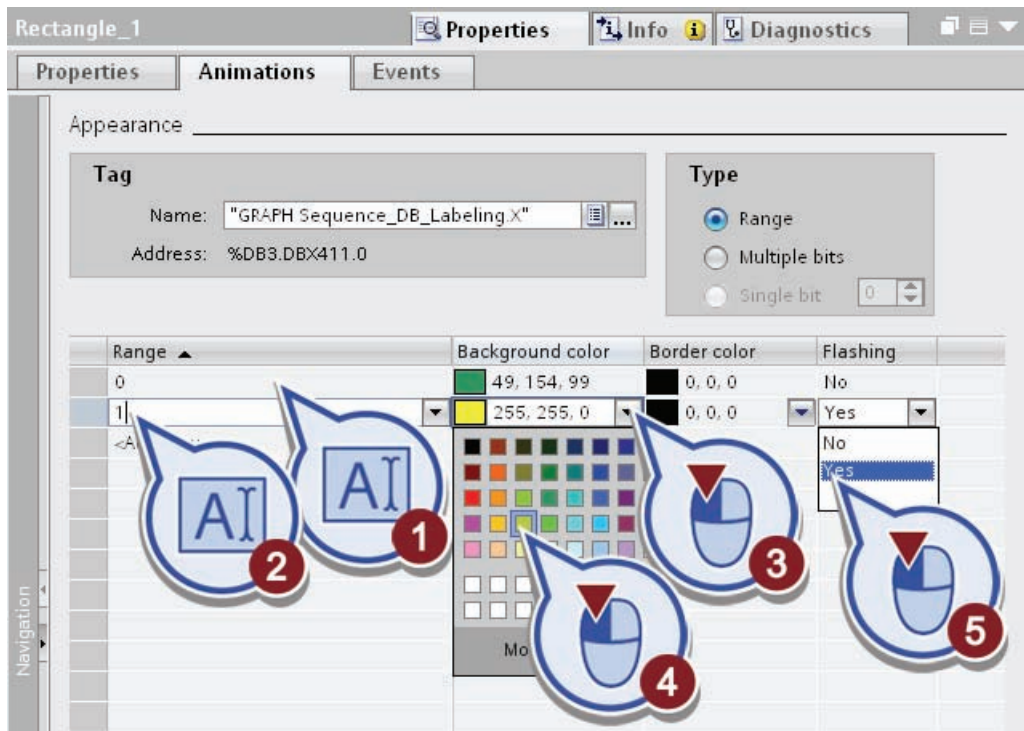 Rectangle_1
Properties
Info
Diagnostics
Properties
Animations
Events
Appearance
Tag
Name: "GRAPH Sequence_DB_Labeling.X" ...
Address: %DB3.DBX411.0
Type
Range
Multiple bits
Single bit 0
Range Background color Border color Flashing
0 49, 154, 99 0, 0, 0 No
1 255, 255, 0 0, 0, 0 Yes
No
Yes
A 2
A 1
3
4
5
Navigation